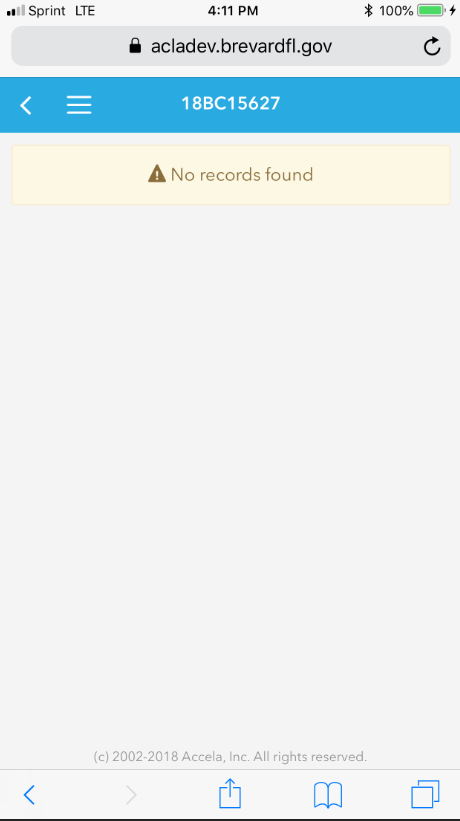 Sprint LTE 4:11 PM 100%
acladev.brevardfl.gov
18BC15627
No records found
(c) 2002-2018 Accela, Inc. All rights reserved.